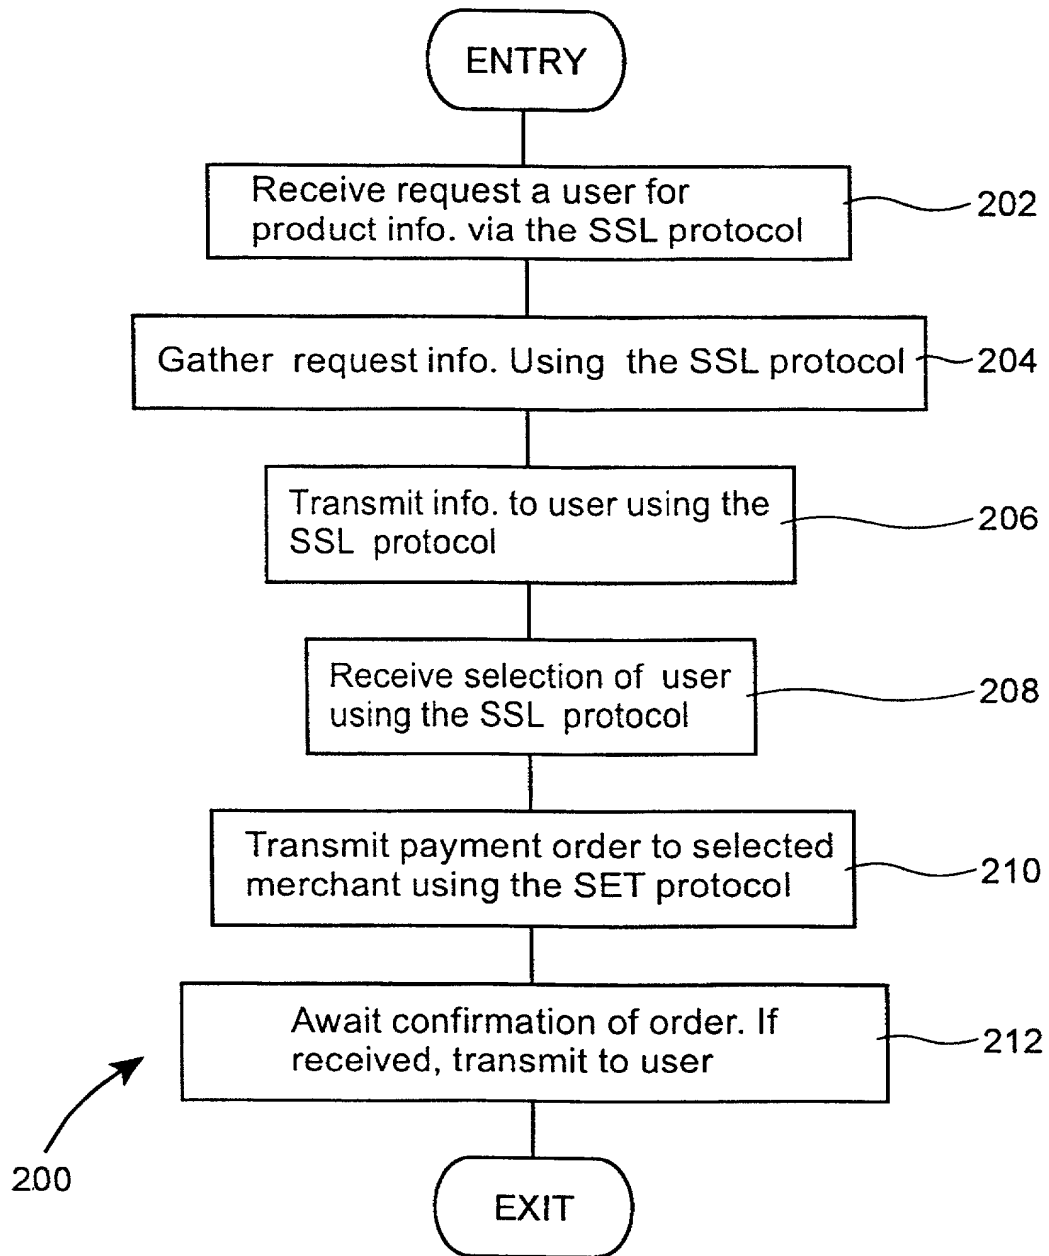 ENTRY
Receive request a user for
product info. via the SSL protocol
202
Gather request info. Using the SSL protocol
204
Transmit info. to user using the
SSL protocol
206
Receive selection of user
using the SSL protocol
208
Transmit payment order to selected
merchant using the SET protocol
210
Await confirmation of order. If
received, transmit to user
212
200
EXIT